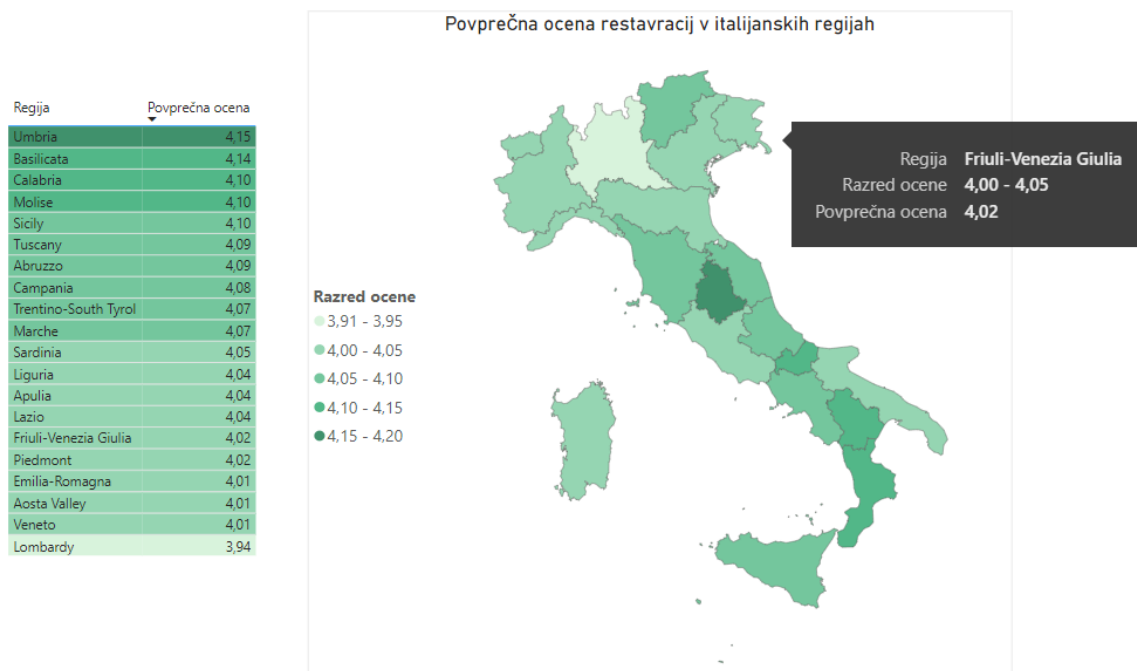 Povprečna ocena restavracij v italijanskih regijah
Regija Povprečna ocena
Umbria 4,15
Basilicata 4,14
Calabria 4,10
Molise 4,10
Sicily 4,10
Tuscany 4,09
Abruzzo 4,09
Campania 4,08
Trentino-South Tyrol 4,07
Marche 4,07
Sardinia 4,05
Liguria 4,04
Apulia 4,04
Lazio 4,04
Friuli-Venezia Giulia 4,02
Piedmont 4,02
Emilia-Romagna 4,01
Aosta Valley 4,01
Veneto 4,01
Lombardy 3,94
Razred ocene
3,91 - 3,95
4,00 - 4,05
4,05 - 4,10
4,10 - 4,15
4,15 - 4,20
Regija Friuli-Venezia Giulia
Razred ocene 4,00 - 4,05
Povprečna ocena 4,02